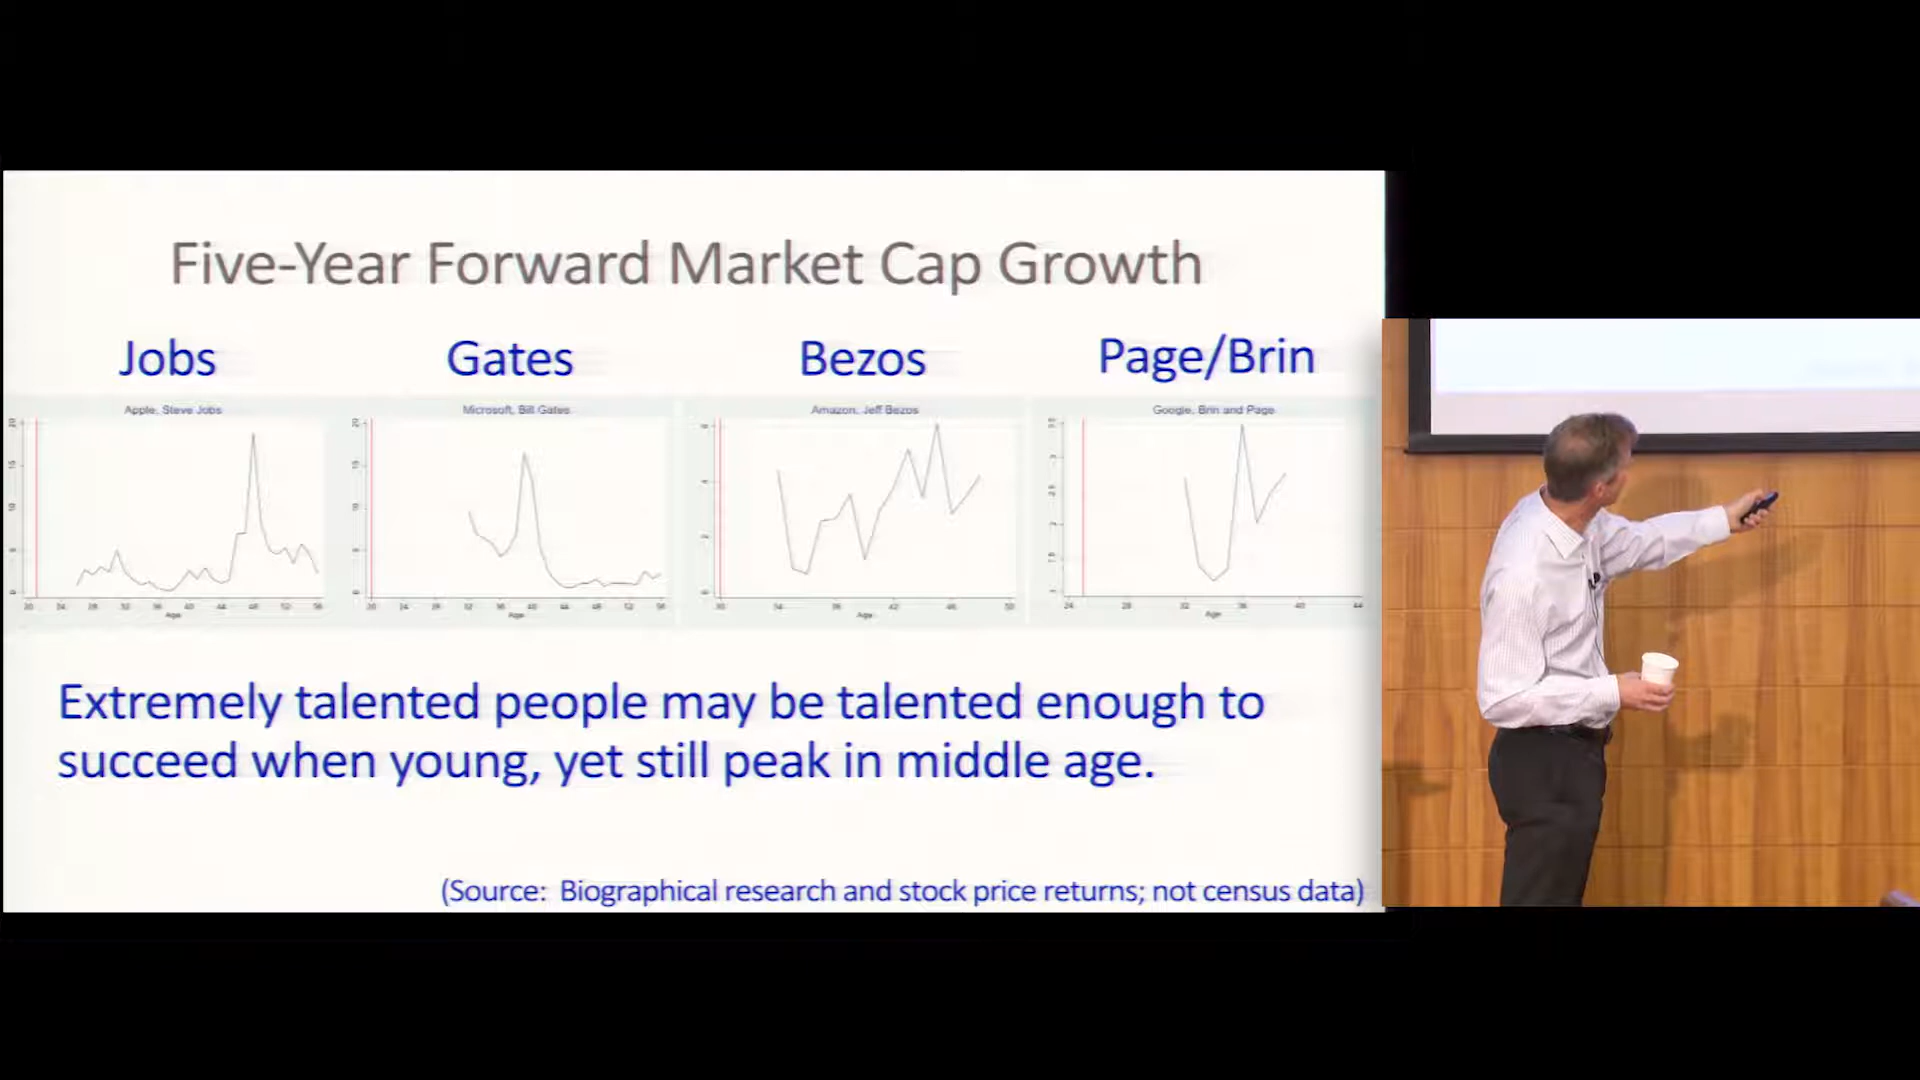 Five-Year Forward Market Cap Growth
Jobs
Gates
Bezos
Page/Brin
Apple, Steve Jobs
Microsoft, Bill Gates
Amazon, Jeff Bezos
Google, Brin and Page
Age
Age
Age
Age
Extremely talented people may be talented enough to
succeed when young, yet still peak in middle age.
(Source: Biographical research and stock price returns; not census data)